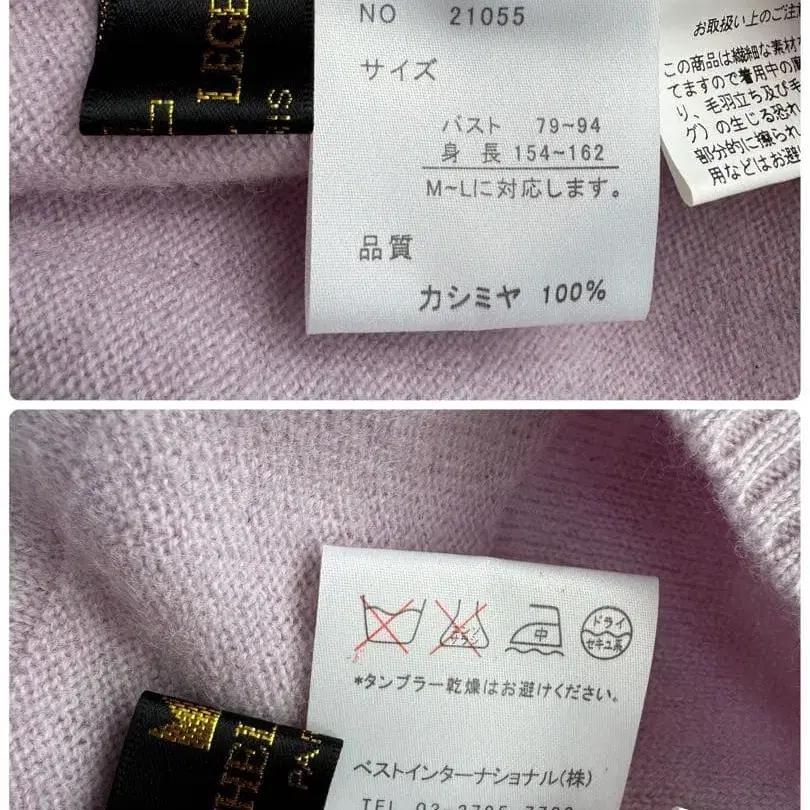 NO 21055
サイズ
バスト 79~94
身長 154~162
M~Lに対応します。
品質
カシミヤ 100%
LEGE
お取扱い上のご注
この商品は繊細な素材
てますので着用中の摩
り、毛羽立ち及び毛
グ)の生じる恐れ
部分的に擦られ
用などはお避
中
ドライ
セキユ系
*タンブラー乾燥はお避けください。
ベストインターナショナル(株)
HE
PA